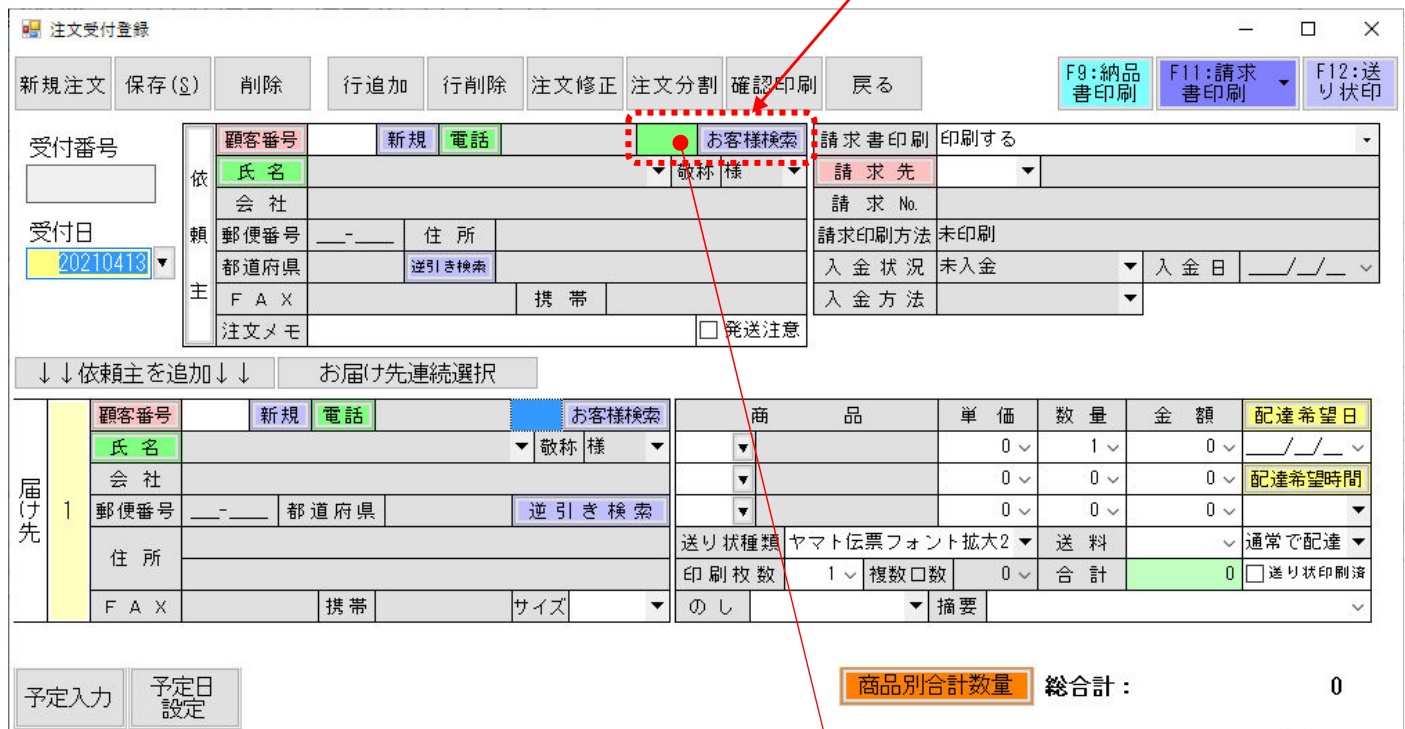 注文受付登録
新規注文 保存(S) 削除 行追加 行削除 注文修正 注文分割 確認印刷 戻る F9:納品書印刷 F11:請求書印刷 F12:送り状印
受付番号
受付日
20210413
依頼主
顧客番号 新規 電話 お客様検索
氏 名 敬称 様
会 社
郵便番号 ___-____ 住 所
都道府県 逆引き検索
F A X 携 帯
注文メモ 発送注意
請求書印刷 印刷する
請 求 先
請 求 No.
請求印刷方法 未印刷
入 金 状 況 未入金 入 金 日 ___/__/__
入 金 方 法
↓↓依頼主を追加↓↓ お届け先連続選択
届け先 1
顧客番号 新規 電話 お客様検索
氏 名 敬称 様
会 社
郵便番号 ___-____ 都道府県 逆引き検索
住 所
F A X 携帯 サイズ
商 品 単 価 数 量 金 額 配達希望日
0 1 0 ___/__/__
0 0 0 配達希望時間
0 0 0
送り状種類 ヤマト伝票フォント拡大2 送 料 通常で配達
印刷枚数 1 複数口数 0 合 計 0 送り状印刷済
のし 摘要
予定入力 予定日設定 商品別合計数量 総合計: 0